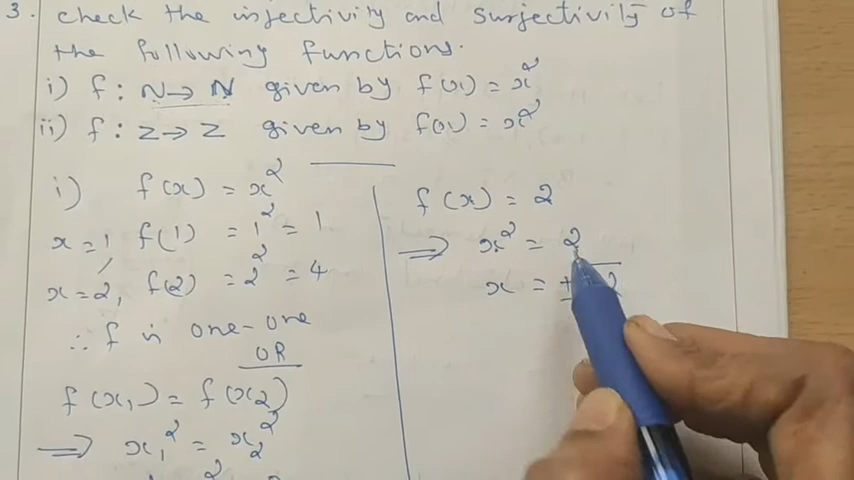 3. check the injectivity and surjectivity of
the following functions.
i) f : N → N given by f(x) = x²
ii) f : Z → Z given by f(x) = x²
i) f(x) = x²
x = 1, f(1) = 1² = 1
x = 2, f(2) = 2² = 4
∴ f is one-one
OR
f(x₁) = f(x₂)
⟹ x₁² = x₂²
f(x) = 2
⟹ x² = 2
x =